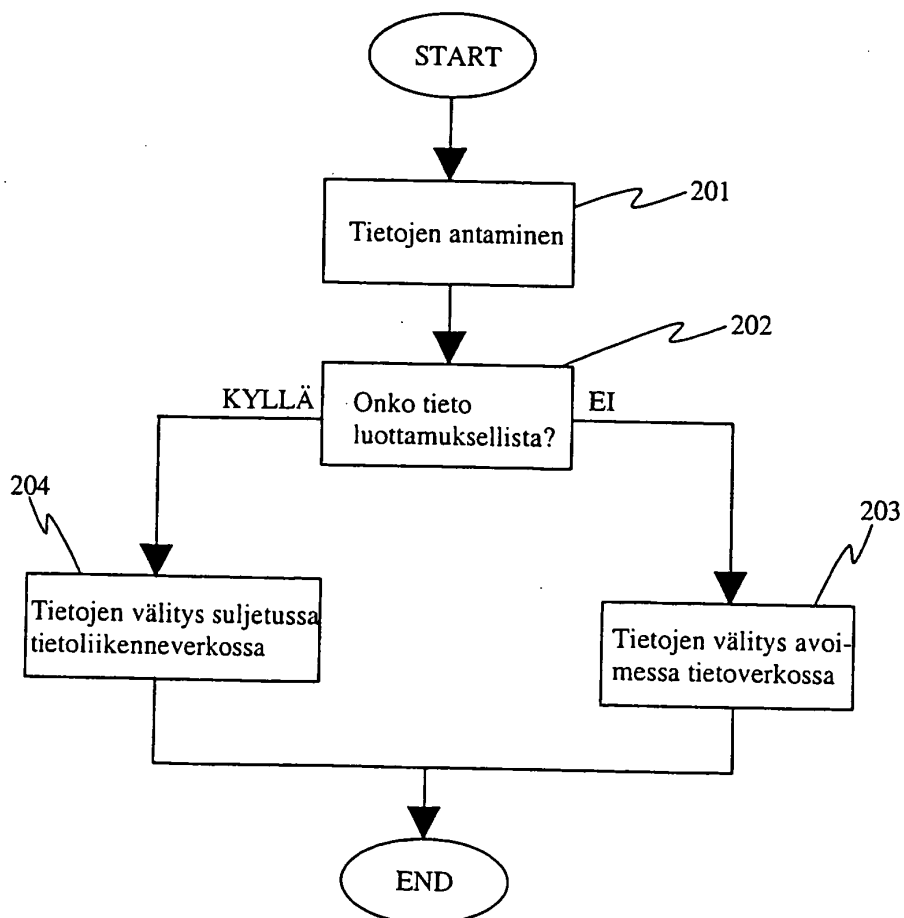 START
201
Tietojen antaminen
202
KYLLÄ
Onko tieto
luottamuksellista?
EI
204
203
Tietojen välitys suljetussa
tietoliikenneverkossa
Tietojen välitys avoi-
messa tietoverkossa
END